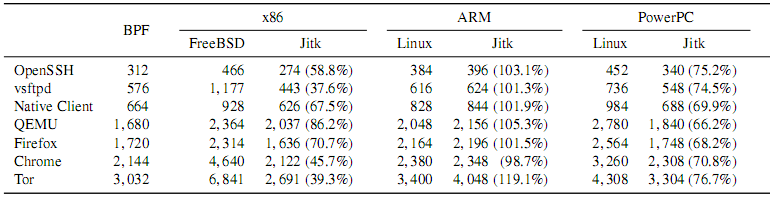 BPF x86 ARM PowerPC
FreeBSD Jitk Linux Jitk Linux Jitk
OpenSSH 312 466 274 (58.8%) 384 396 (103.1%) 452 340 (75.2%)
vsftpd 576 1,177 443 (37.6%) 616 624 (101.3%) 736 548 (74.5%)
Native Client 664 928 626 (67.5%) 828 844 (101.9%) 984 688 (69.9%)
QEMU 1,680 2,364 2,037 (86.2%) 2,048 2,156 (105.3%) 2,780 1,840 (66.2%)
Firefox 1,720 2,314 1,636 (70.7%) 2,164 2,196 (101.5%) 2,564 1,748 (68.2%)
Chrome 2,144 4,640 2,122 (45.7%) 2,380 2,348 (98.7%) 3,260 2,308 (70.8%)
Tor 3,032 6,841 2,691 (39.3%) 3,400 4,048 (119.1%) 4,308 3,304 (76.7%)